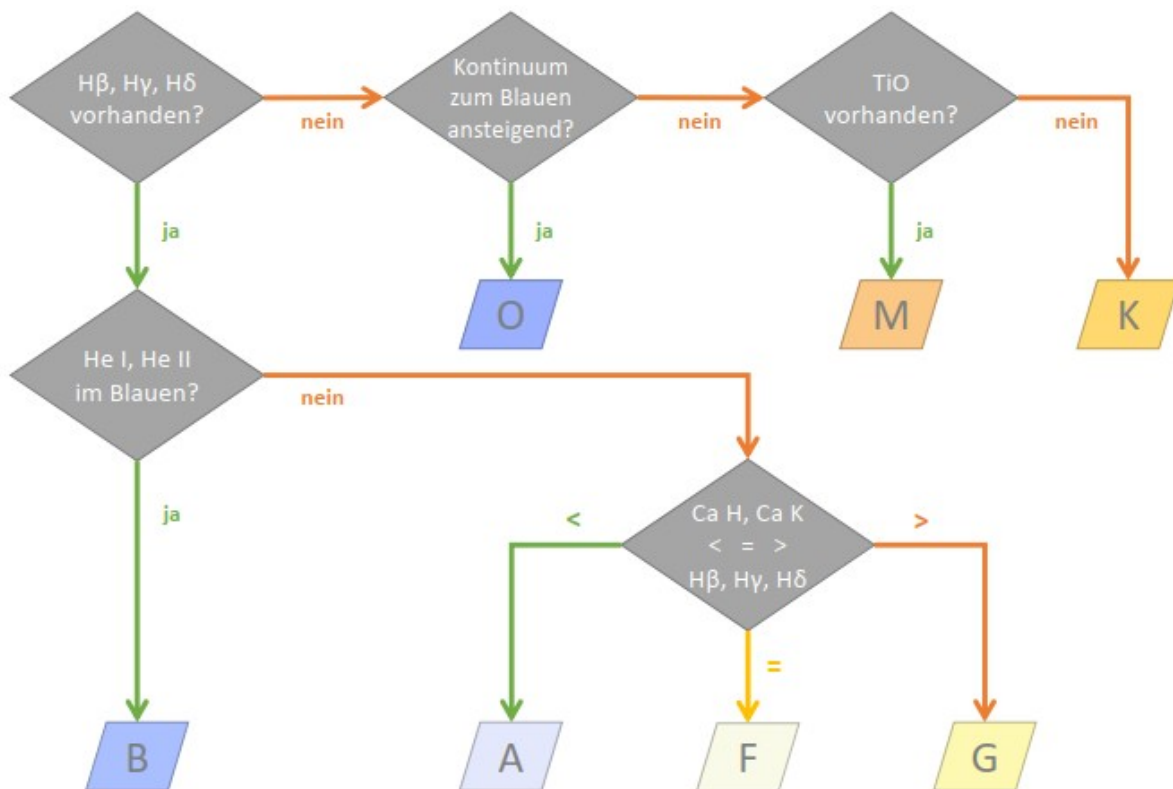 Hβ, Hγ, Hδ
vorhanden?
nein
ja
Kontinuum
zum Blauen
ansteigend?
nein
ja
TiO
vorhanden?
nein
ja
O
M
K
He I, He II
im Blauen?
nein
ja
Ca H, Ca K
< = >
Hβ, Hγ, Hδ
<
>
=
B
A
F
G